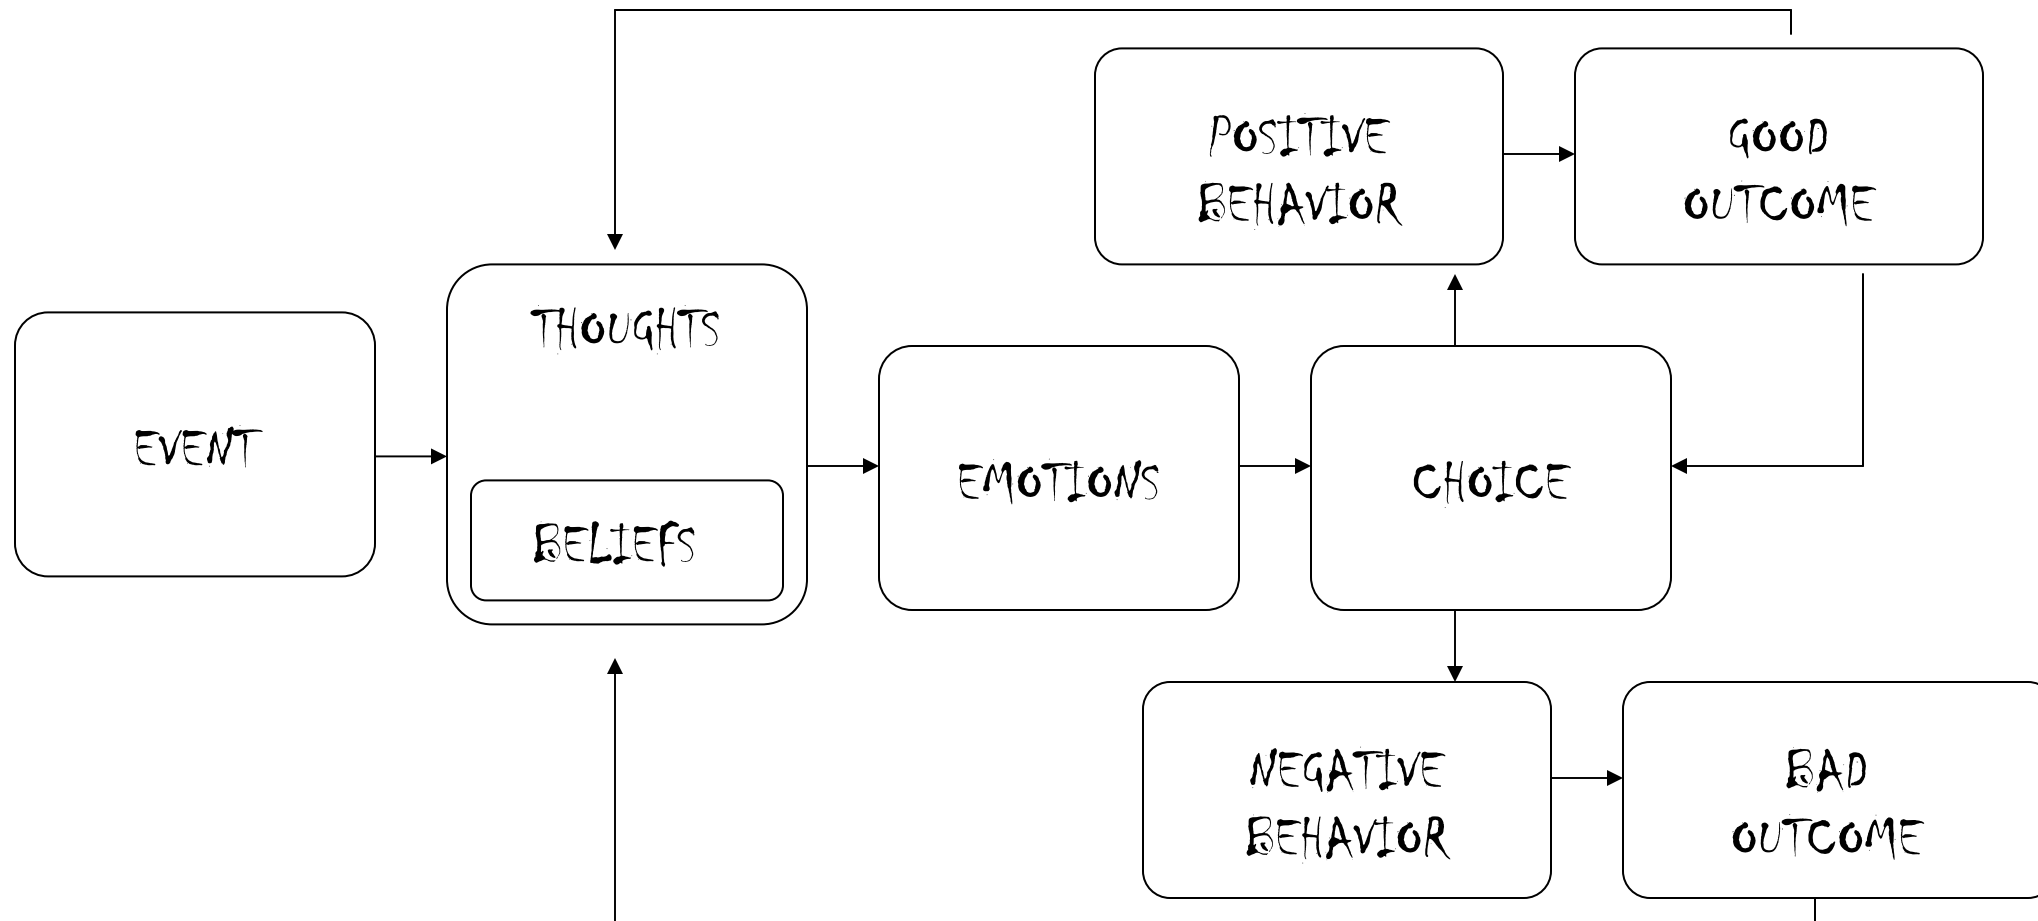 POSITIVE
BEHAVIOR
GOOD
OUTCOME
THOUGHTS
EVENT
BELIEFS
EMOTIONS
CHOICE
NEGATIVE
BEHAVIOR
BAD
OUTCOME